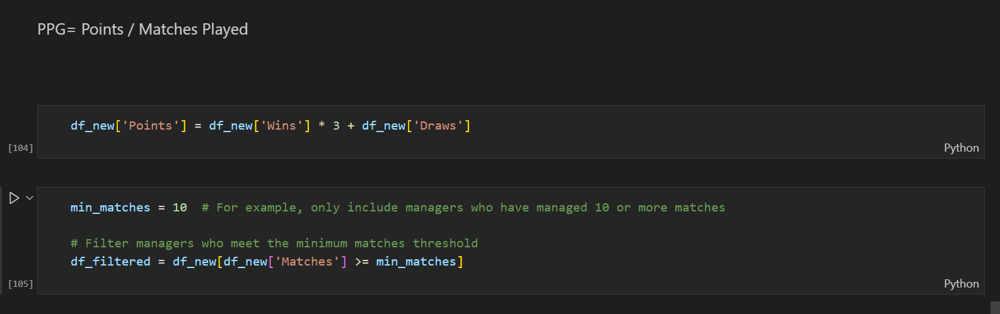 PPG= Points / Matches Played
df_new['Points'] = df_new['Wins'] * 3 + df_new['Draws']
[104]
Python
min_matches = 10  # For example, only include managers who have managed 10 or more matches
# Filter managers who meet the minimum matches threshold
df_filtered = df_new[df_new['Matches'] >= min_matches]
[105]
Python